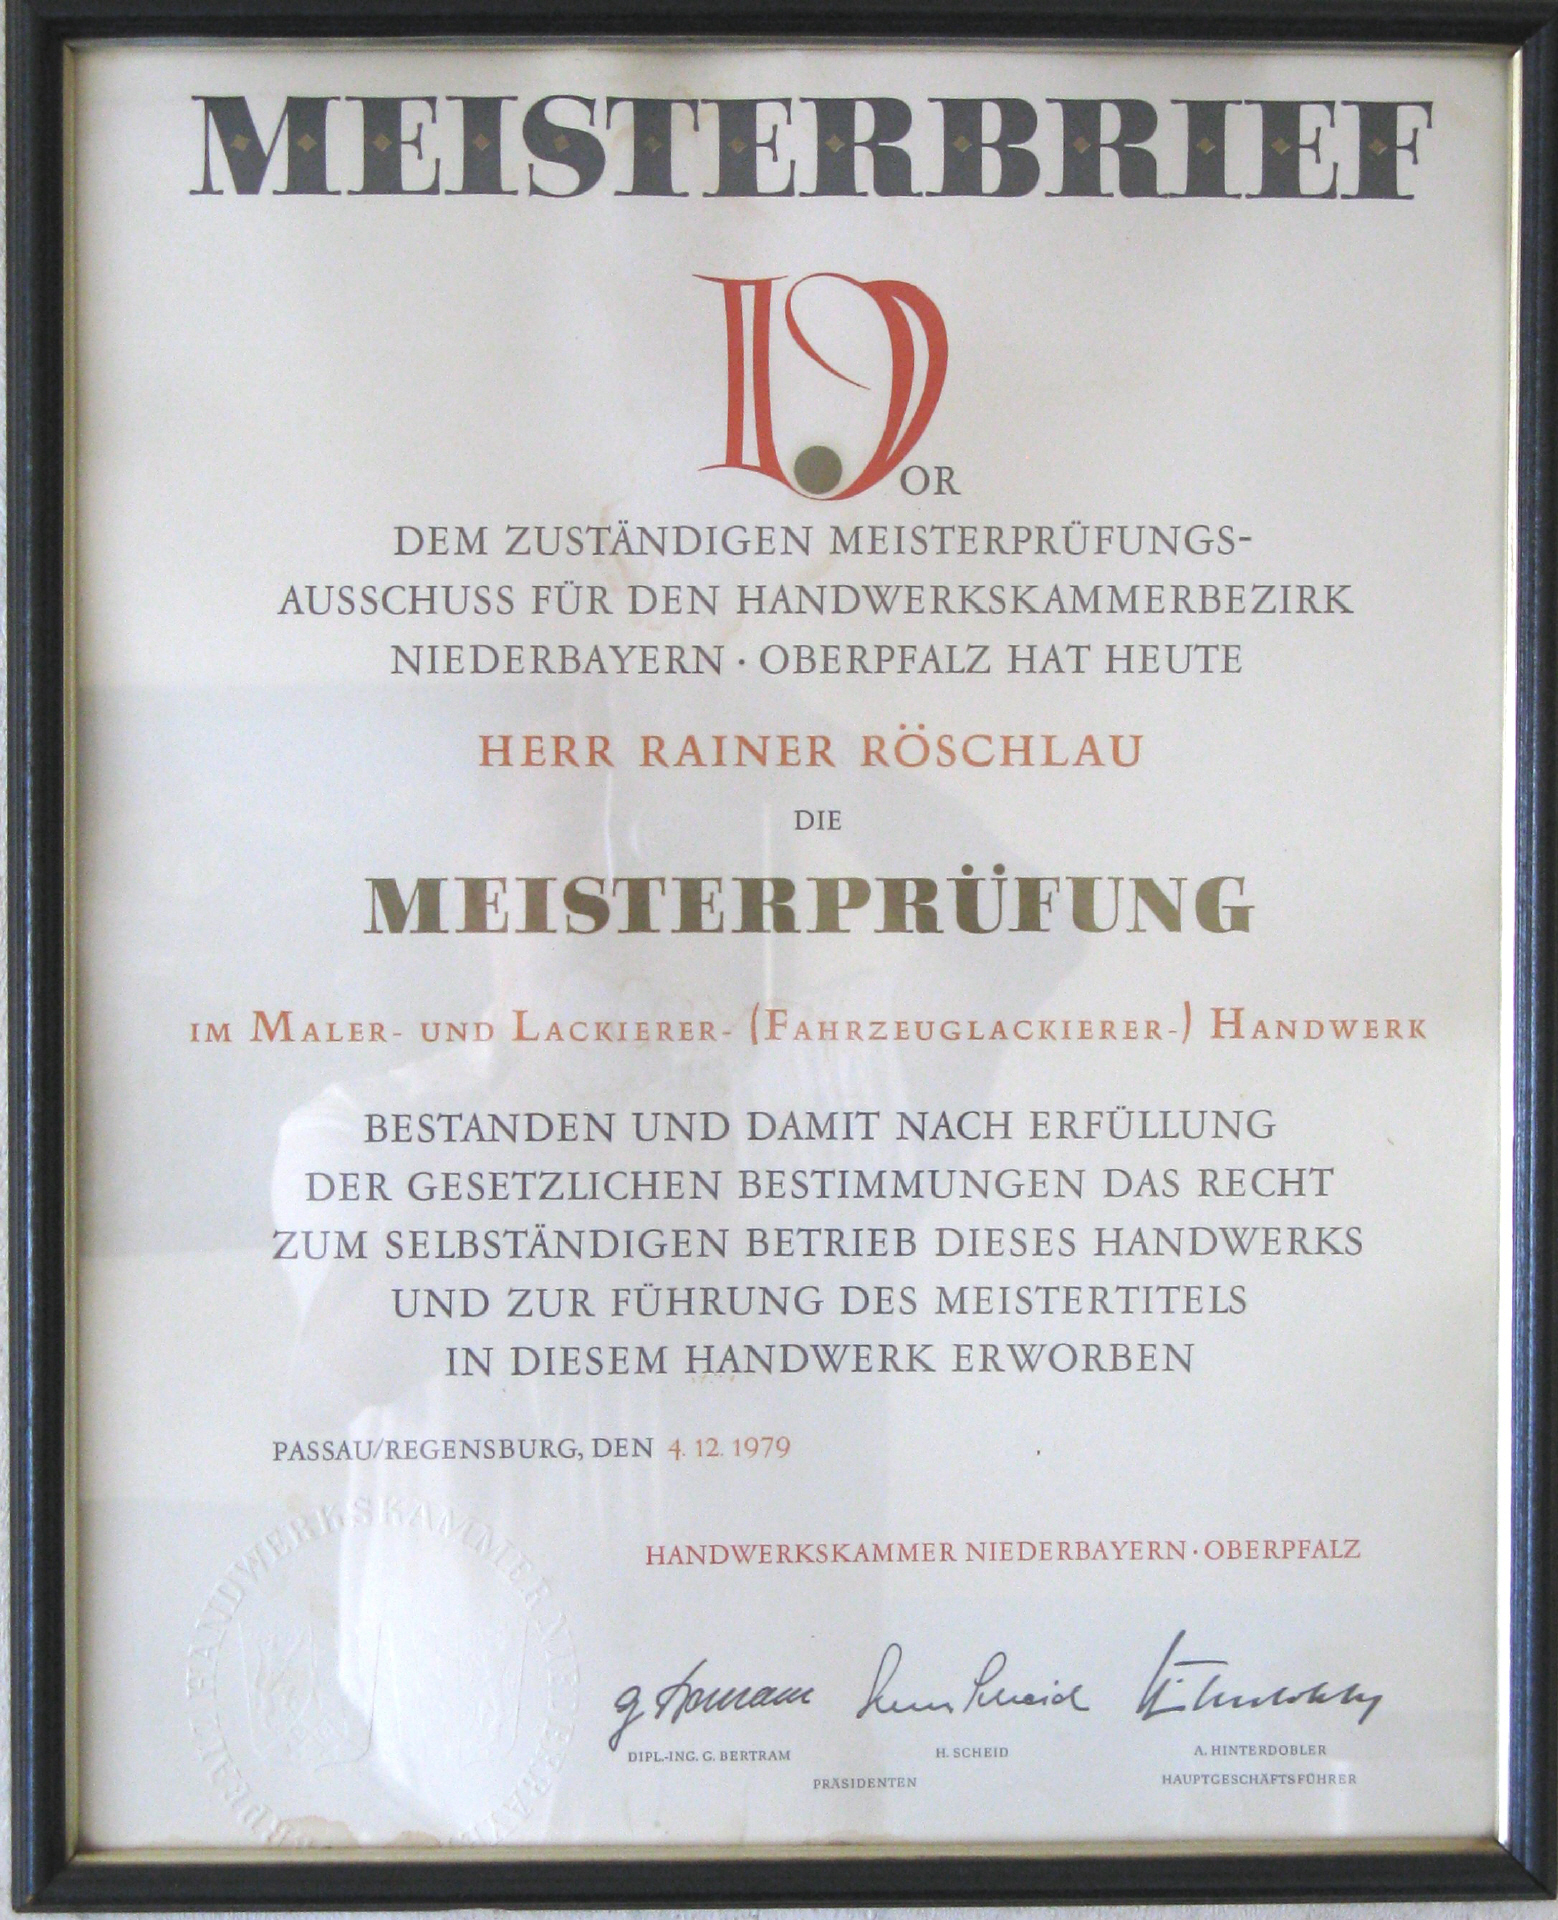 MEISTERBRIEF
VOR
DEM ZUSTÄNDIGEN MEISTERPRÜFUNGS-
AUSSCHUSS FÜR DEN HANDWERKSKAMMERBEZIRK
NIEDERBAYERN · OBERPFALZ HAT HEUTE
HERR RAINER RÖSCHLAU
DIE
MEISTERPRÜFUNG
IM MALER- UND LACKIERER- (FAHRZEUGLACKIERER-) HANDWERK
BESTANDEN UND DAMIT NACH ERFÜLLUNG
DER GESETZLICHEN BESTIMMUNGEN DAS RECHT
ZUM SELBSTÄNDIGEN BETRIEB DIESES HANDWERKS
UND ZUR FÜHRUNG DES MEISTERTITELS
IN DIESEM HANDWERK ERWORBEN
PASSAU/REGENSBURG, DEN 4. 12. 1979
HANDWERKSKAMMER NIEDERBAYERN · OBERPFALZ
HANDWERKSKAMMER NIEDERBAYERN OBERPFALZ
DIPL.-ING. G. BERTRAM H. SCHEID A. HINTERDOBLER
PRÄSIDENTEN HAUPTGESCHÄFTSFÜHRER